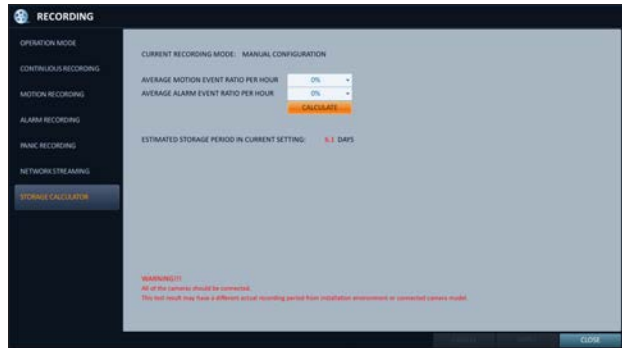 RECORDING
OPERATION MODE
CONTINUOUS RECORDING
MOTION RECORDING
ALARM RECORDING
PANIC RECORDING
NETWORK STREAMING
STORAGE CALCULATOR
CURRENT RECORDING MODE: MANUAL CONFIGURATION
AVERAGE MOTION EVENT RATIO PER HOUR 0%
AVERAGE ALARM EVENT RATIO PER HOUR 0%
CALCULATE
ESTIMATED STORAGE PERIOD IN CURRENT SETTING: 6.1 DAYS
WARNING!!!
All of the cameras should be connected.
This test result may have a different actual recording period from installation environment or connected camera model.
CLOSE